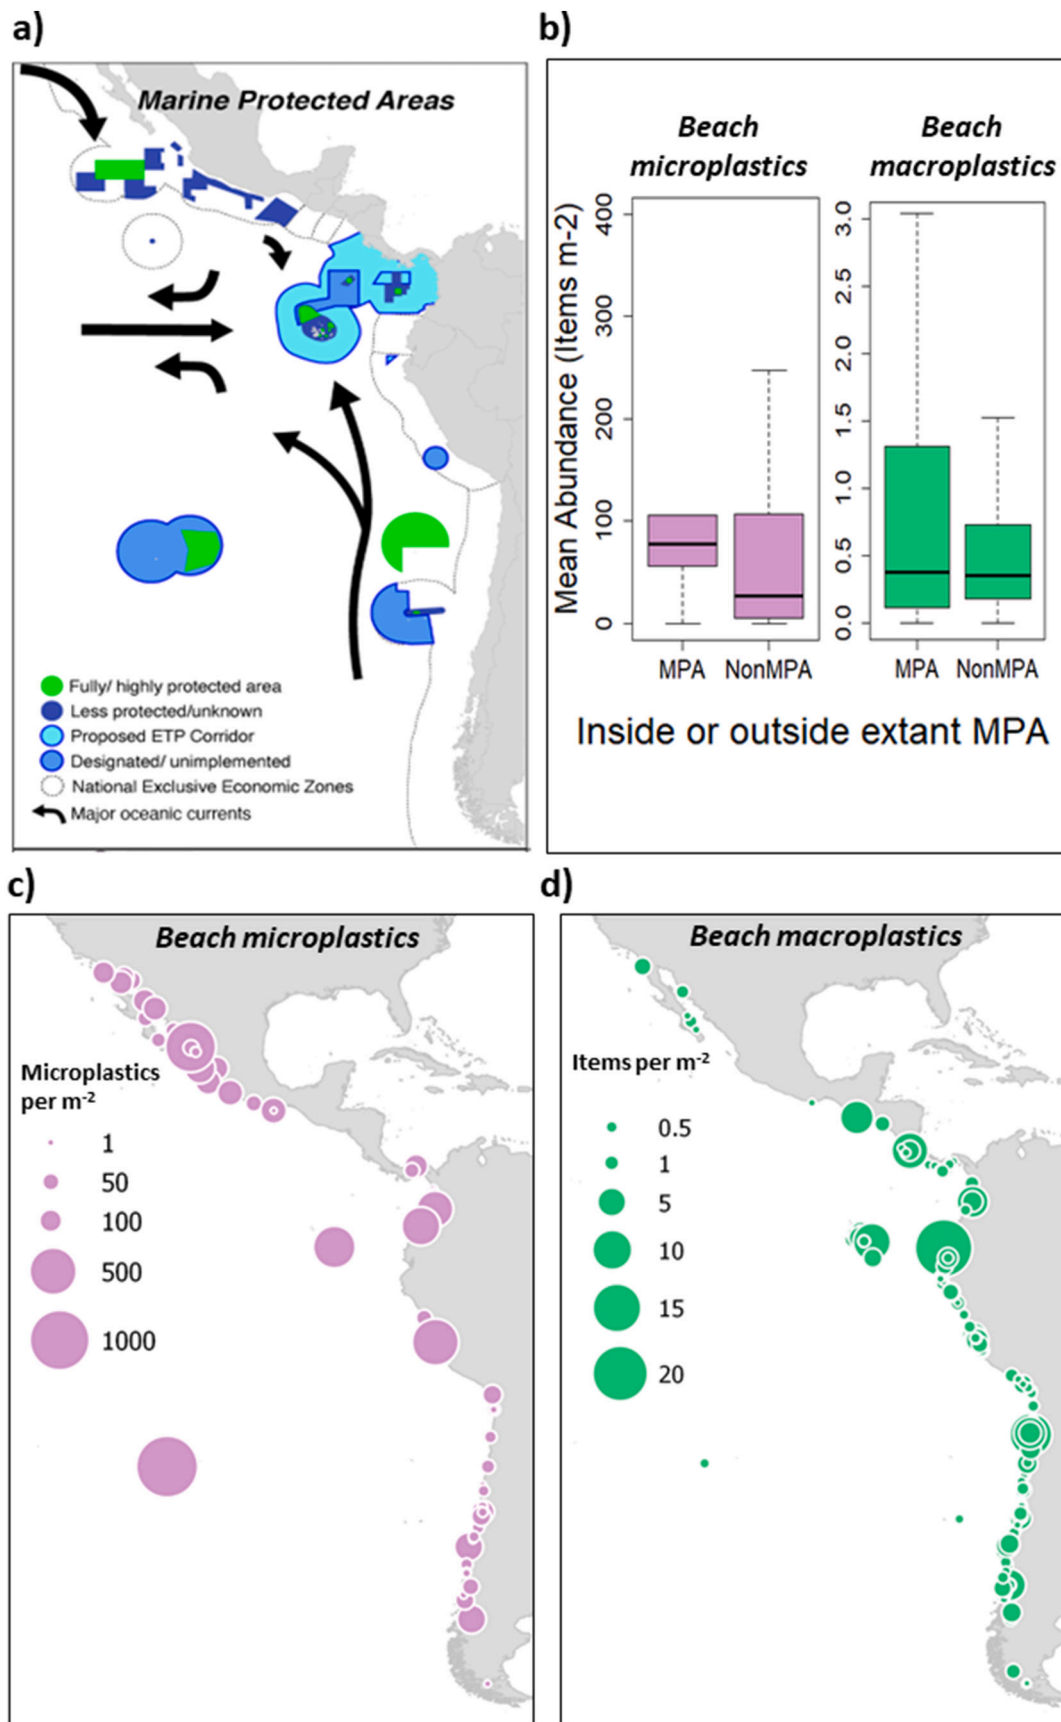 a)
Marine Protected Areas
Fully/ highly protected area
Less protected/unknown
Proposed ETP Corridor
Designated/ unimplemented
National Exclusive Economic Zones
Major oceanic currents
b)
Beach
microplastics
Beach
macroplastics
Mean Abundance (Items m-2)
400
300
200
100
0
MPA
NonMPA
3.0
2.5
2.0
1.5
1.0
0.5
0.0
MPA
NonMPA
Inside or outside extant MPA
c)
Beach microplastics
Microplastics
per m-2
1
50
100
500
1000
d)
Beach macroplastics
Items per m-2
0.5
1
5
10
15
20